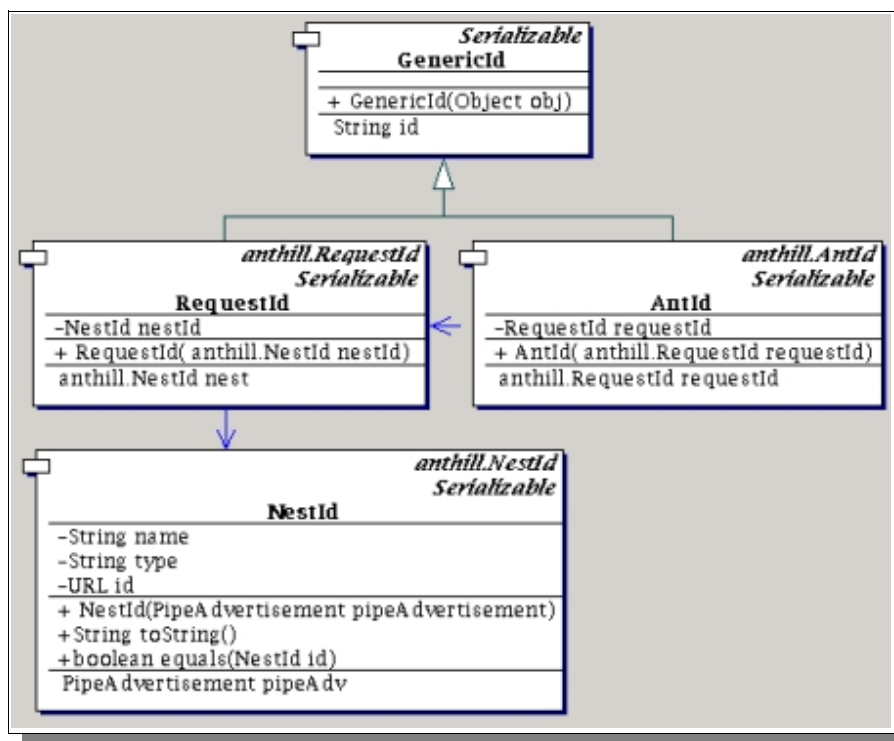 Serializable
GenericId
+ GenericId(Object obj)
String id
anthill.RequestId
Serializable
RequestId
-NestId nestId
+ RequestId( anthill.NestId nestId)
anthill.NestId nest
anthill.AntId
Serializable
AntId
-RequestId requestId
+ AntId( anthill.RequestId requestId)
anthill.RequestId requestId
anthill.NestId
Serializable
NestId
-String name
-String type
-URL id
+ NestId(PipeAdvertisement pipeAdvertisement)
+String toString()
+boolean equals(NestId id)
PipeAdvertisement pipeAdv